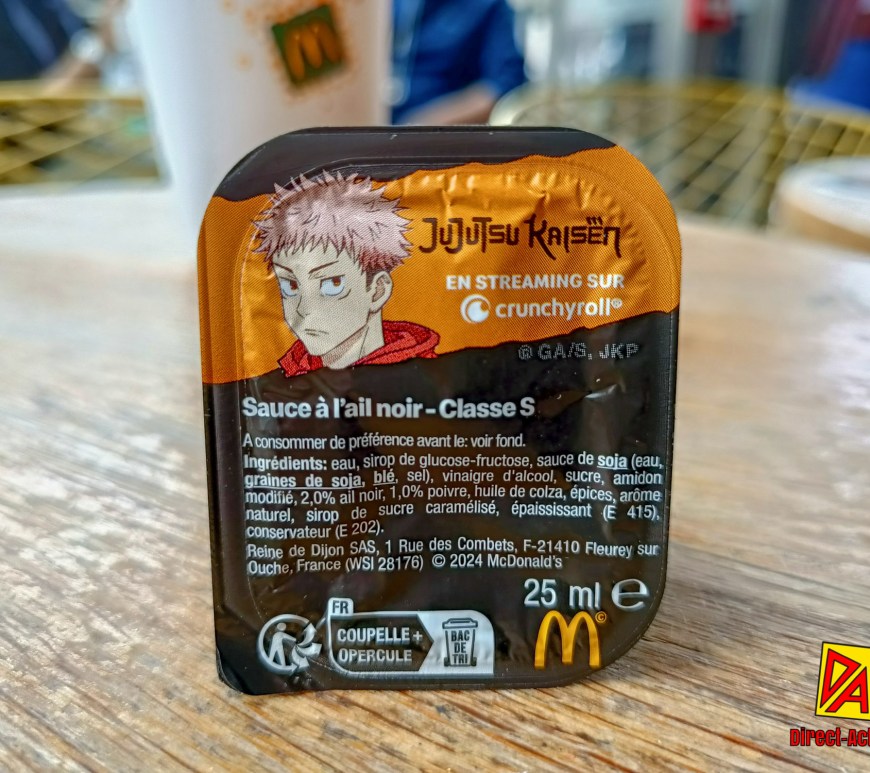 JUJUTSU KAISEN
EN STREAMING SUR
crunchyroll®
© GA/S, JKP
Sauce à l'ail noir - Classe S
A consommer de préférence avant le: voir fond.
Ingrédients: eau, sirop de glucose-fructose, sauce de soja (eau,
graines de soja, blé, sel), vinaigre d'alcool, sucre, amidon
modifié, 2,0% ail noir, 1,0% poivre, huile de colza, épices, arôme
naturel, sirop de sucre caramélisé, épaississant (E 415),
conservateur (E 202).
Reine de Dijon SAS, 1 Rue des Combets, F-21410 Fleurey sur
Ouche, France (WSI 28176) © 2024 McDonald's
25 ml e
FR
COUPELLE +
OPERCULE
BAC
DE
TRI
M©
DA
Direct-Ac